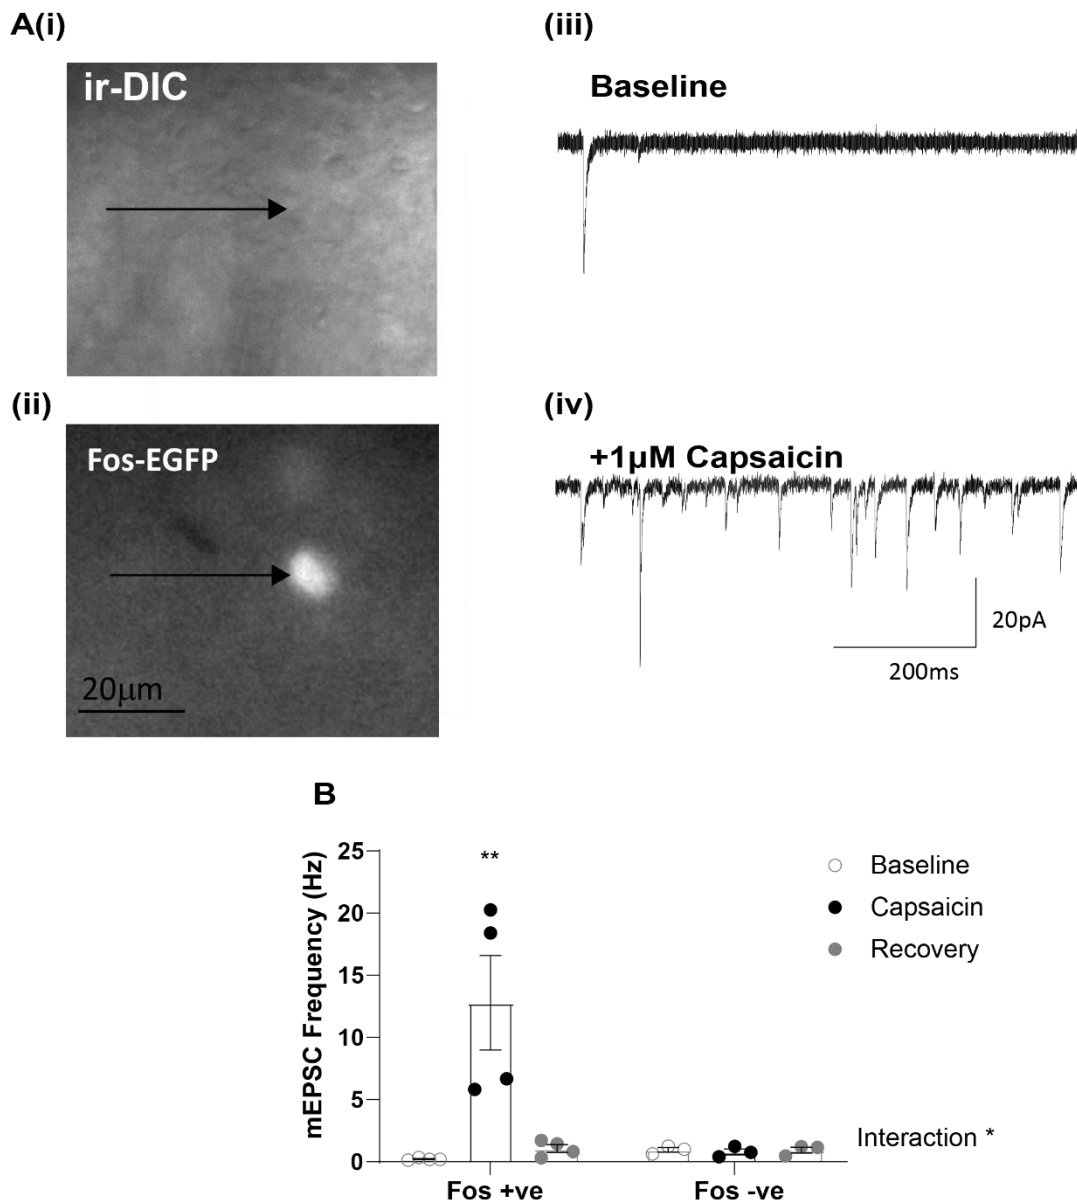 A(i)
ir-DIC
(ii)
Fos-EGFP
20μm
(iii)
Baseline
(iv)
+1μM Capsaicin
20pA
200ms
B
mEPSC Frequency (Hz)
25
20
15
10
5
0
**
Fos +ve
Fos -ve
Baseline
Capsaicin
Recovery
Interaction *